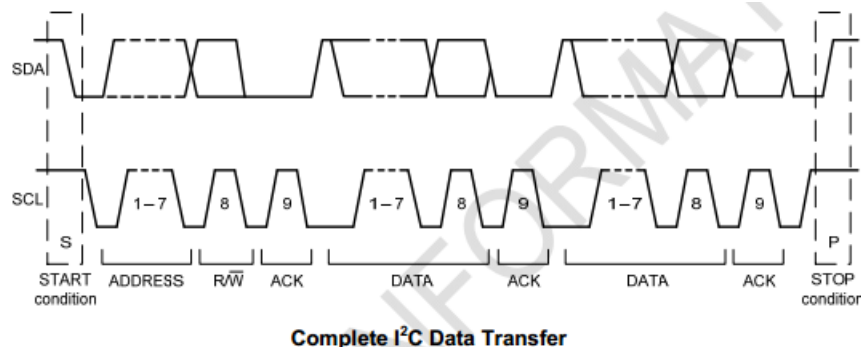 SDA
SCL
1–7 8 9 1–7 8 9 1–7 8 9
S P
START ADDRESS R/W̅ ACK DATA ACK DATA ACK STOP
condition condition
Complete I²C Data Transfer